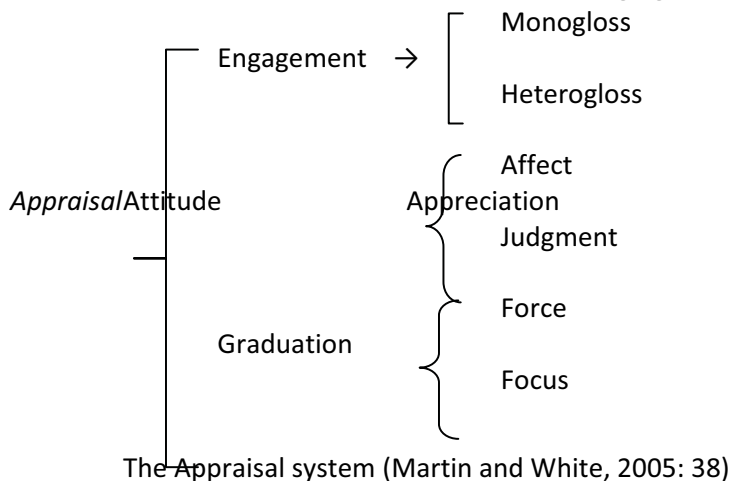 Monogloss
Engagement →
Heterogloss
Affect
AppraisalAttitude Appreciation
Judgment
Force
Graduation
Focus
The Appraisal system (Martin and White, 2005: 38)